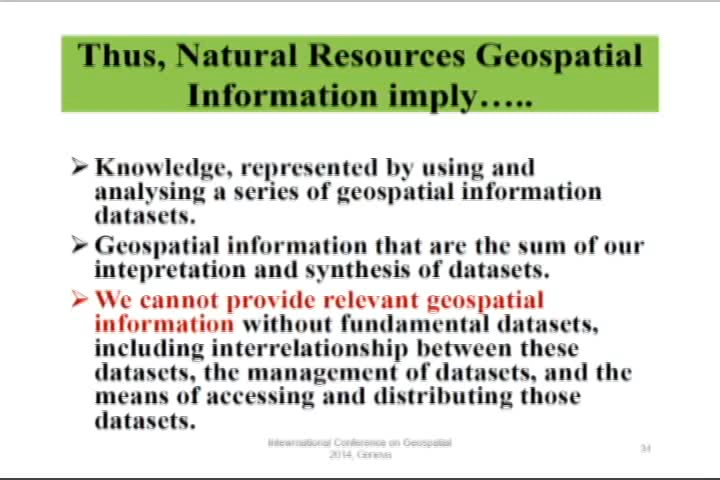 Thus, Natural Resources Geospatial
Information imply.....
➢ Knowledge, represented by using and
analysing a series of geospatial information
datasets.
➢ Geospatial information that are the sum of our
intepretation and synthesis of datasets.
➢ We cannot provide relevant geospatial
information without fundamental datasets,
including interrelationship between these
datasets, the management of datasets, and the
means of accessing and distributing those
datasets.
Conference on Geospatial
2014,
34